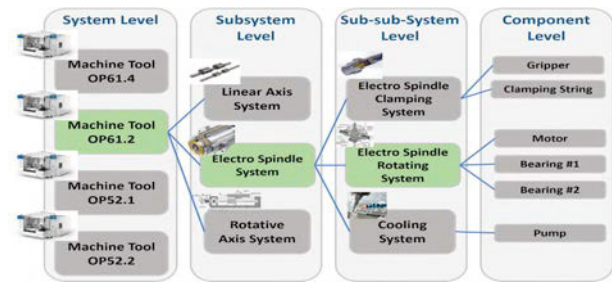 System Level
Machine Tool
OP61.4
Machine Tool
OP61.2
Machine Tool
OP52.1
Machine Tool
OP52.2
Subsystem
Level
Linear Axis
System
Electro Spindle
System
Rotative
Axis System
Sub-sub-System
Level
Electro Spindle
Clamping
System
Electro Spindle
Rotating
System
Cooling
System
Component
Level
Gripper
Clamping String
Motor
Bearing #1
Bearing #2
Pump